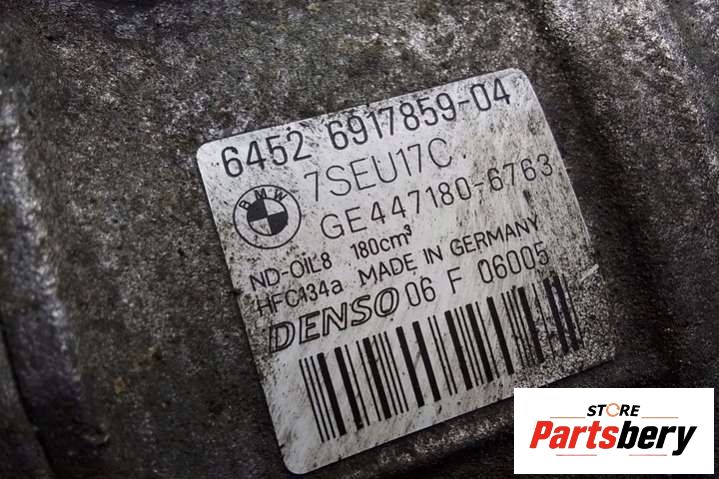 6452 6917859-04
7SEU17C
BMW
GE447180-6763
ND-OIL8 180cm³
HFC134a MADE IN GERMANY
DENSO 06 F 06005
STORE
Partsbery